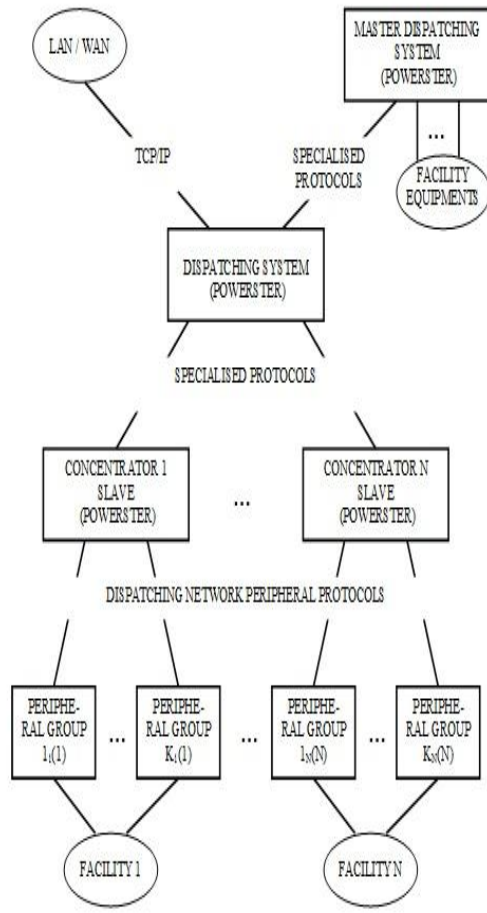 LAN / WAN
MASTER DISPATCHING
SYSTEM
(POWERSTER)
...
FACILITY
EQUIPMENTS
TCP/IP
SPECIALISED
PROTOCOLS
DISPATCHING SYSTEM
(POWERSTER)
SPECIALISED PROTOCOLS
CONCENTRATOR 1
SLAVE
(POWERSTER)
...
CONCENTRATOR N
SLAVE
(POWERSTER)
DISPATCHING NETWORK PERIPHERAL PROTOCOLS
PERIPHE-
RAL GROUP
1₁(1)
...
PERIPHE-
RAL GROUP
K₁(1)
...
PERIPHE-
RAL GROUP
1_N(N)
...
PERIPHE-
RAL GROUP
K_N(N)
FACILITY 1
FACILITY N